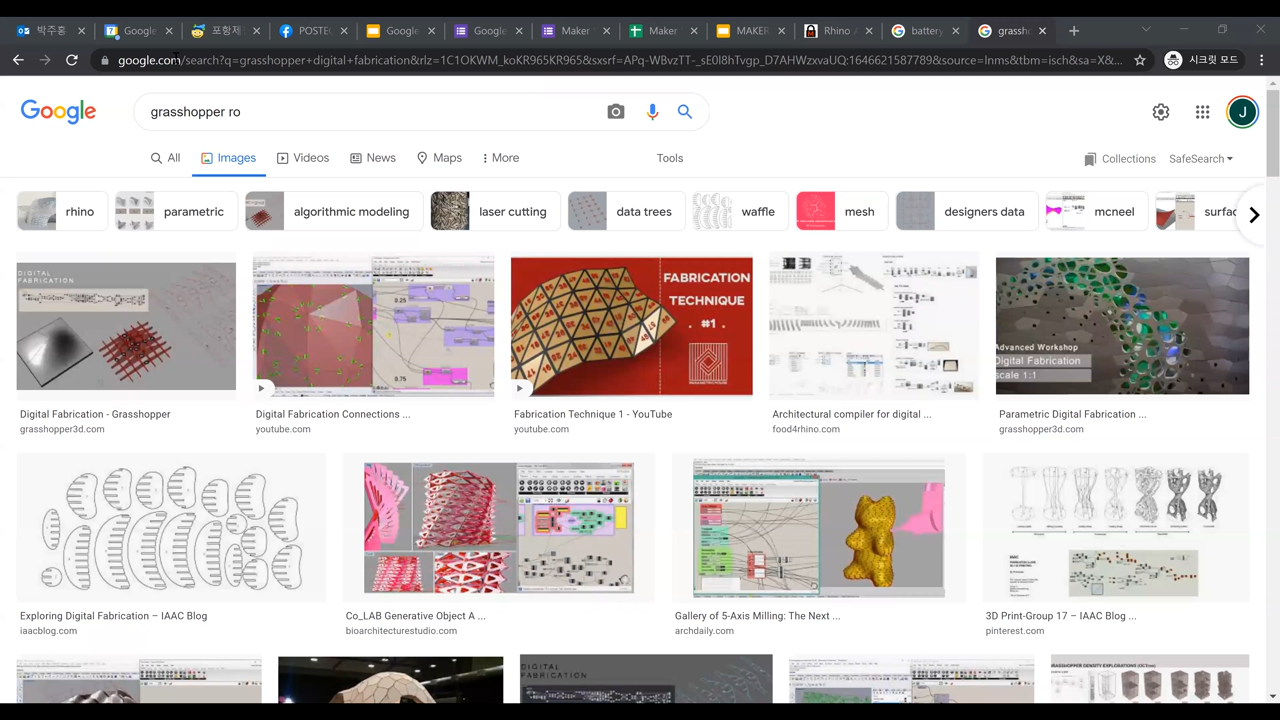 박주홍
Google
포항제
POSTE
Google
Google
Maker
Maker
MAKER
Rhino
battery
grassh
google.com/search?q=grasshopper+digital+fabrication&rlz=1C1OKWM_koKR965KR965&sxsrf=APq-WBvzTT-_sE0l8hTvgp_D7AHWzxvaUQ:1646621587789&source=lnms&tbm=isch&sa=X&...
시크릿 모드
Google
grasshopper ro
J
All
Images
Videos
News
Maps
More
Tools
Collections
SafeSearch
rhino
parametric
algorithmic modeling
laser cutting
data trees
waffle
mesh
designers data
mcneel
surfac
DIGITAL
FABRICATION
0.25
0.75
FABRICATION
TECHNIQUE
#1
Advanced Workshop
Digital Fabrication
scale 1:1
Digital Fabrication - Grasshopper
grasshopper3d.com
Digital Fabrication Connections ...
youtube.com
Fabrication Technique 1 - YouTube
youtube.com
Architectural compiler for digital ...
food4rhino.com
Parametric Digital Fabrication ...
grasshopper3d.com
Exploring Digital Fabrication – IAAC Blog
iaacblog.com
Co_LAB Generative Object A ...
bioarchitecturestudio.com
Gallery of 5-Axis Milling: The Next ...
archdaily.com
3D Print-Group 17 – IAAC Blog ...
pinterest.com
DIGITAL
FABRICATION
GRASSHOPPER DENSITY EXPLORATIONS (OCTree)